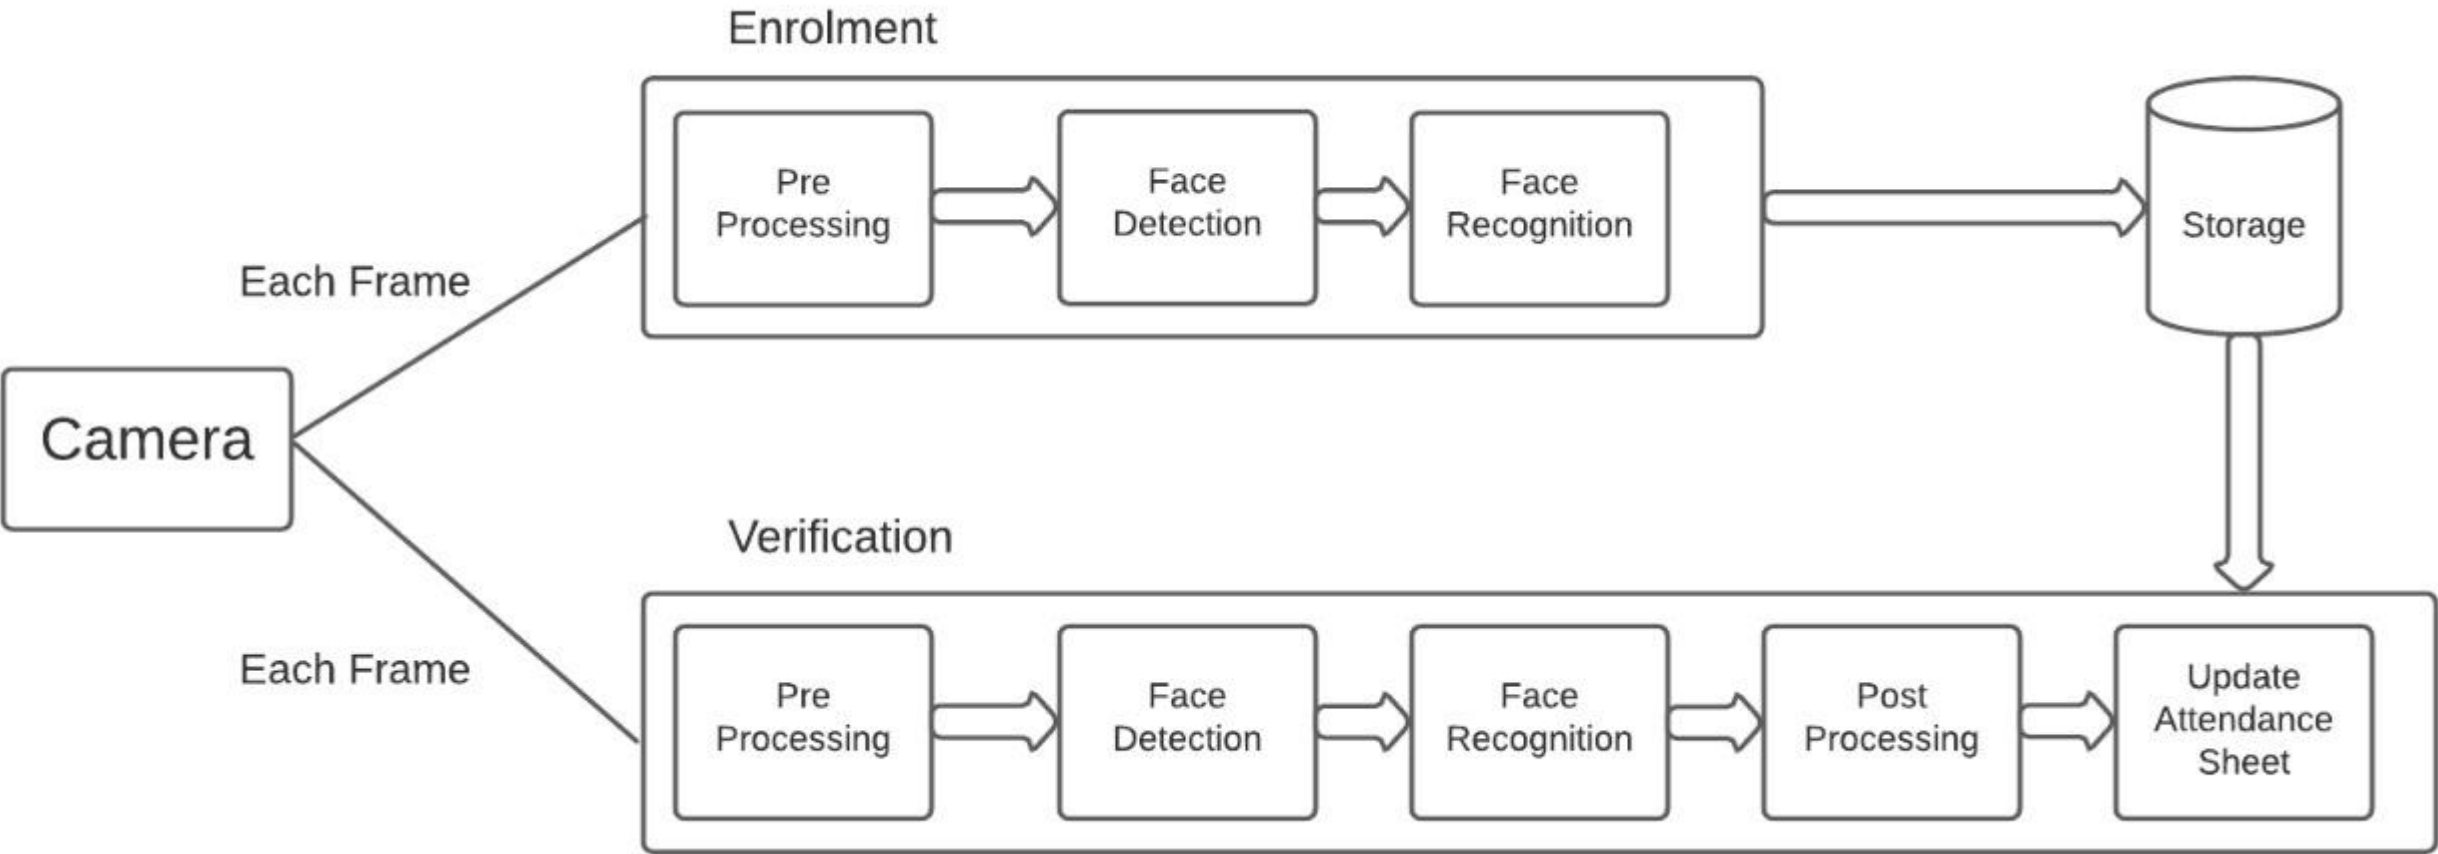 Enrolment
Pre
Processing
Face
Detection
Face
Recognition
Storage
Each Frame
Camera
Each Frame
Verification
Pre
Processing
Face
Detection
Face
Recognition
Post
Processing
Update
Attendance
Sheet